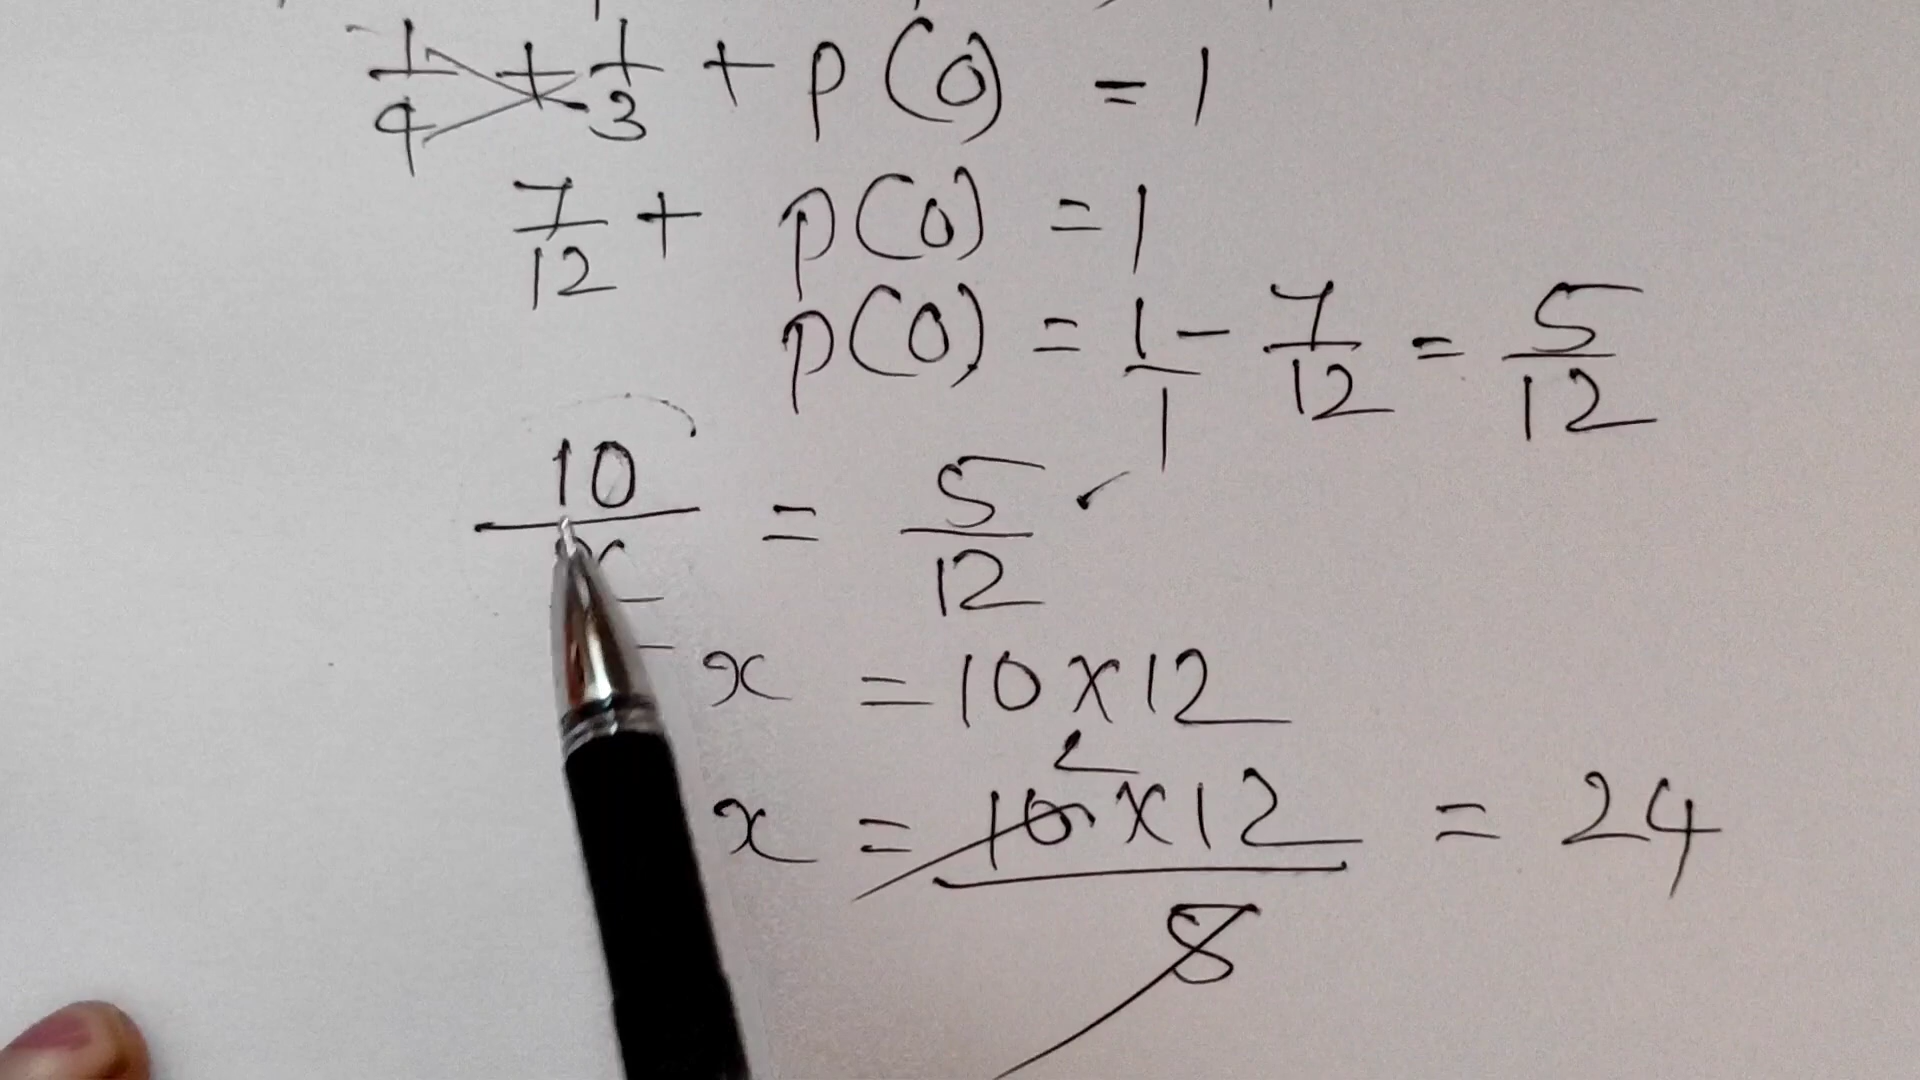 1/4 + 1/3 + p(0) = 1
7/12 + p(0) = 1
p(0) = 1/1 - 7/12 = 5/12
10/x = 5/12
x = 10 x 12
2
x = 10 x 12 / 5 = 24